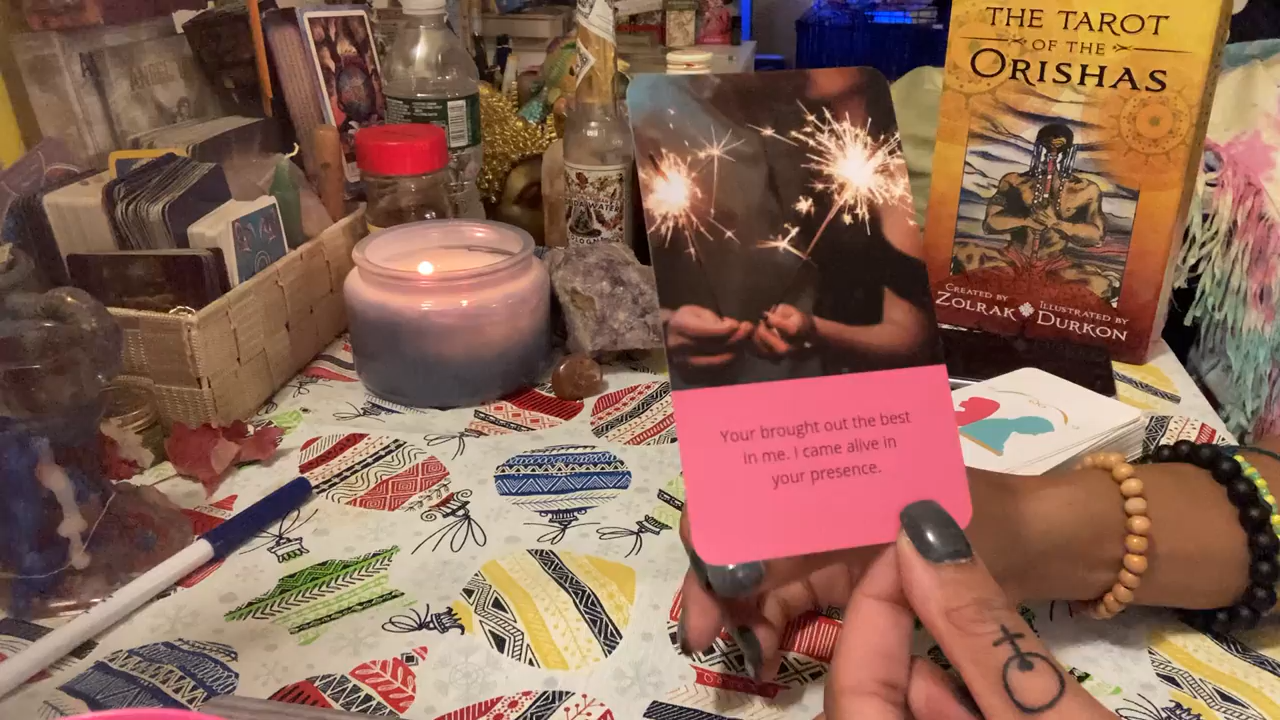 THE TAROT
OF THE
ORISHAS
CREATED BY
ZOLRAK
ILLUSTRATED BY
DURKON
Your brought out the best
in me. I came alive in
your presence.